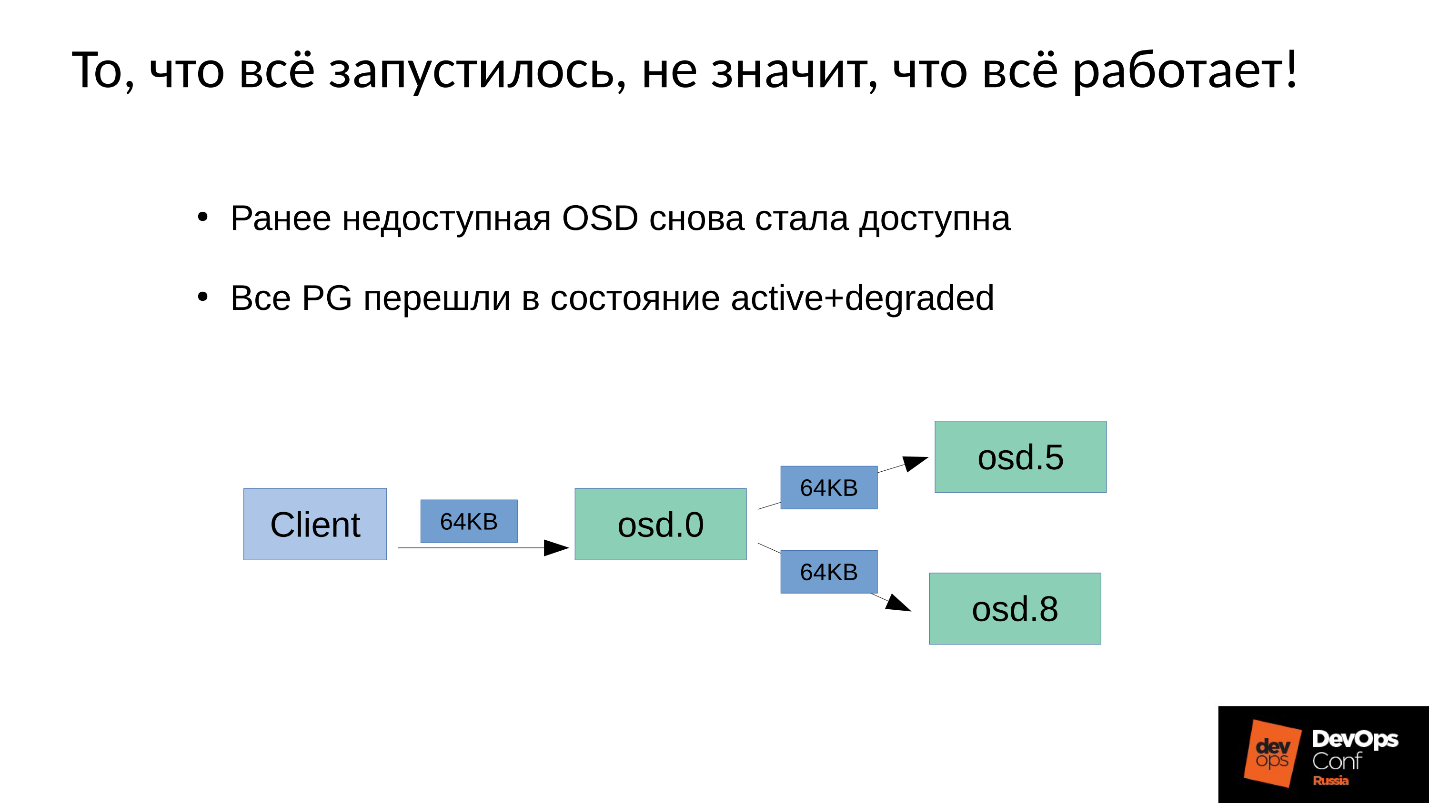 То, что всё запустилось, не значит, что всё работает!
• Ранее недоступная OSD снова стала доступна
• Все PG перешли в состояние active+degraded
osd.5
64KB
Client
64KB
osd.0
64KB
osd.8
dev
ops
DevOps
Conf
Russia